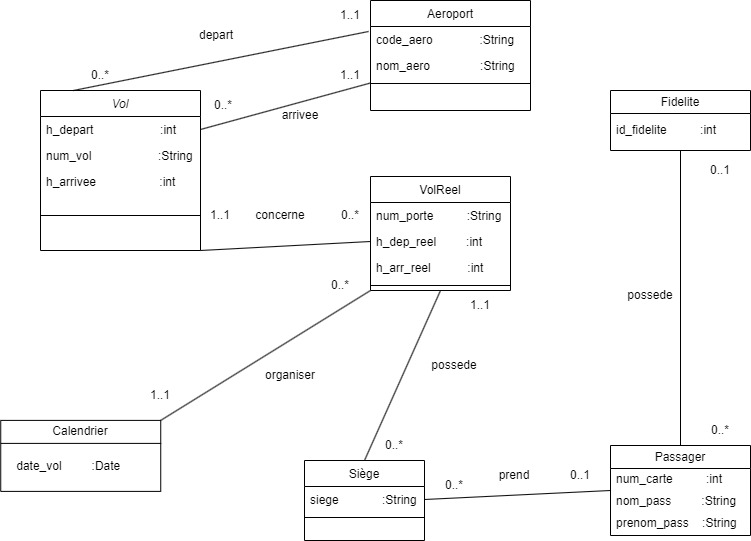 1..1
Aeroport
depart
code_aero :String
nom_aero :String
0..*
1..1
0..*
arrivee
Vol
h_depart :int
num_vol :String
h_arrivee :int
Fidelite
id_fidelite :int
0..1
VolReel
1..1 concerne 0..*
num_porte :String
h_dep_reel :int
h_arr_reel :int
0..*
1..1
possede
organiser
possede
1..1
Calendrier
date_vol :Date
0..*
0..*
Siège
siege :String
prend
0..*
0..1
Passager
num_carte :int
nom_pass :String
prenom_pass :String